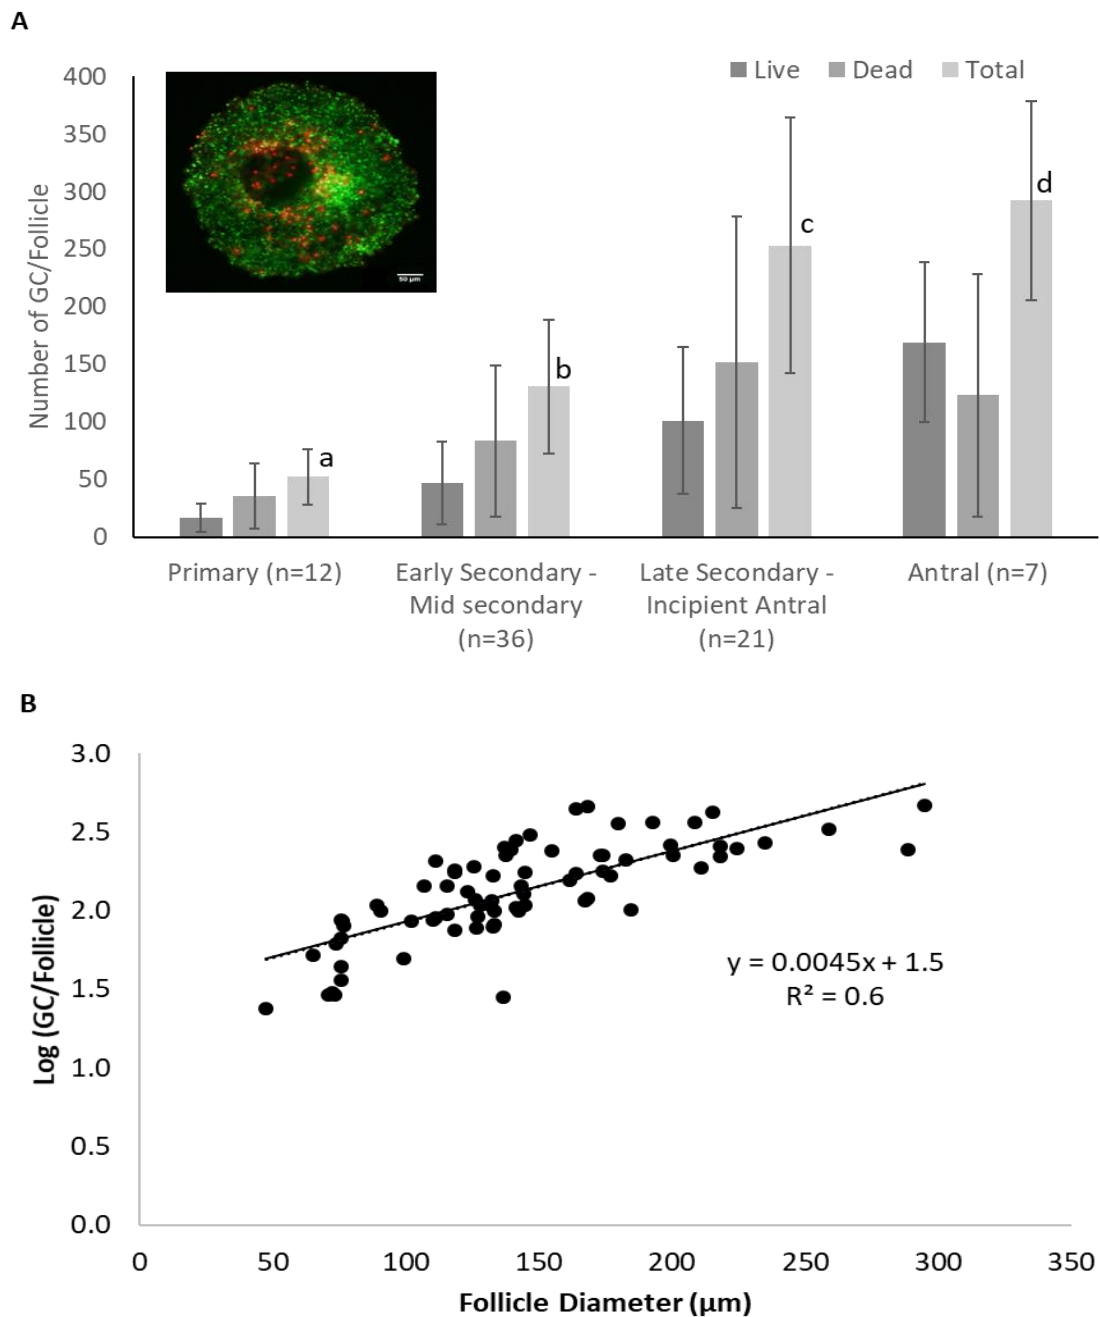 A
Live Dead Total
400
350
300
250
200
150
100
50
0
Number of GC/Follicle
50 µm
a
b
c
d
Primary (n=12)
Early Secondary -
Mid secondary
(n=36)
Late Secondary -
Incipient Antral
(n=21)
Antral (n=7)
B
3.0
2.5
2.0
1.5
1.0
0.5
0.0
Log (GC/Follicle)
y = 0.0045x + 1.5
R² = 0.6
0 50 100 150 200 250 300 350
Follicle Diameter (µm)